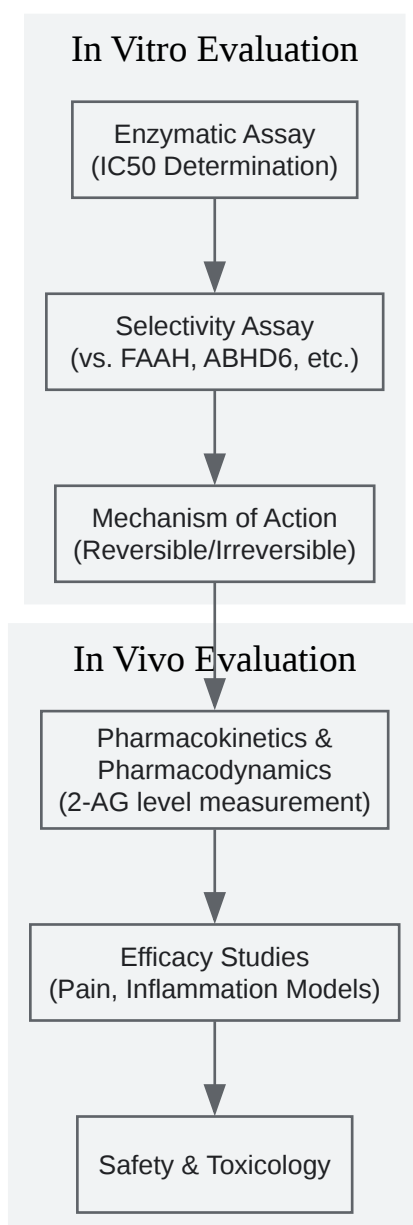 In Vitro Evaluation
Enzymatic Assay
(IC50 Determination)
Selectivity Assay
(vs. FAAH, ABHD6, etc.)
Mechanism of Action
(Reversible/Irreversible)
In Vivo Evaluation
Pharmacokinetics &
Pharmacodynamics
(2-AG level measurement)
Efficacy Studies
(Pain, Inflammation Models)
Safety & Toxicology